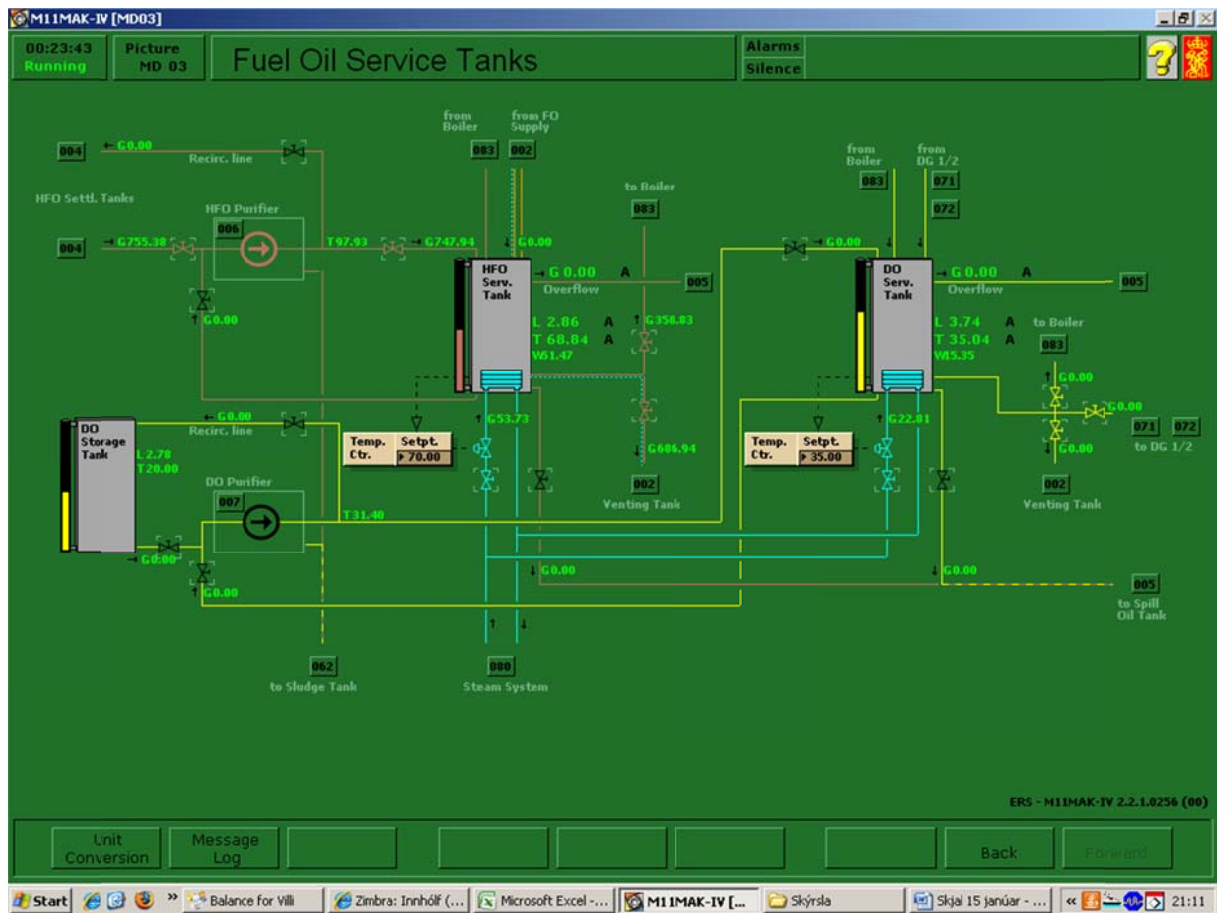 M11MAK-IV [MD03]
00:23:43
Running
Picture
MD 03
Fuel Oil Service Tanks
Alarms
Silence
from
Boiler
from FO
Supply
083
002
004
G0.00
Recirc. line
from
Boiler
from
DG 1/2
083
071
072
to Boiler
083
HFO Settl. Tanks
HFO Purifier
006
004
G755.38
T97.93
G747.94
G0.00
G0.00
HFO
Serv.
Tank
G 0.00 A
Overflow
005
DO
Serv.
Tank
G 0.00 A
Overflow
005
G0.00
L 2.86 A
T 68.84 A
W51.47
G358.83
L 3.74 A
T 35.04 A
W15.35
to Boiler
083
G0.00
G0.00
071 072
to DG 1/2
G0.00
Recirc. line
G53.73
G22.81
DO
Storage
Tank
L 2.78
T20.00
Temp. Setpt.
Ctr. 70.00
G686.94
002
Venting Tank
Temp. Setpt.
Ctr. 35.00
G0.00
002
Venting Tank
DO Purifier
007
T31.40
G0.00
G0.00
G0.00
G0.00
005
to Spill
Oil Tank
062
to Sludge Tank
080
Steam System
ERS - M11MAK-IV 2.2.1.0256 (00)
Unit
Conversion
Message
Log
Back
Forward
Start
Balance for Villi
Zimbra: Innhólf (...
Microsoft Excel -...
M11MAK-IV [...
Skýrsla
Skjai 15 janúar - ...
21:11